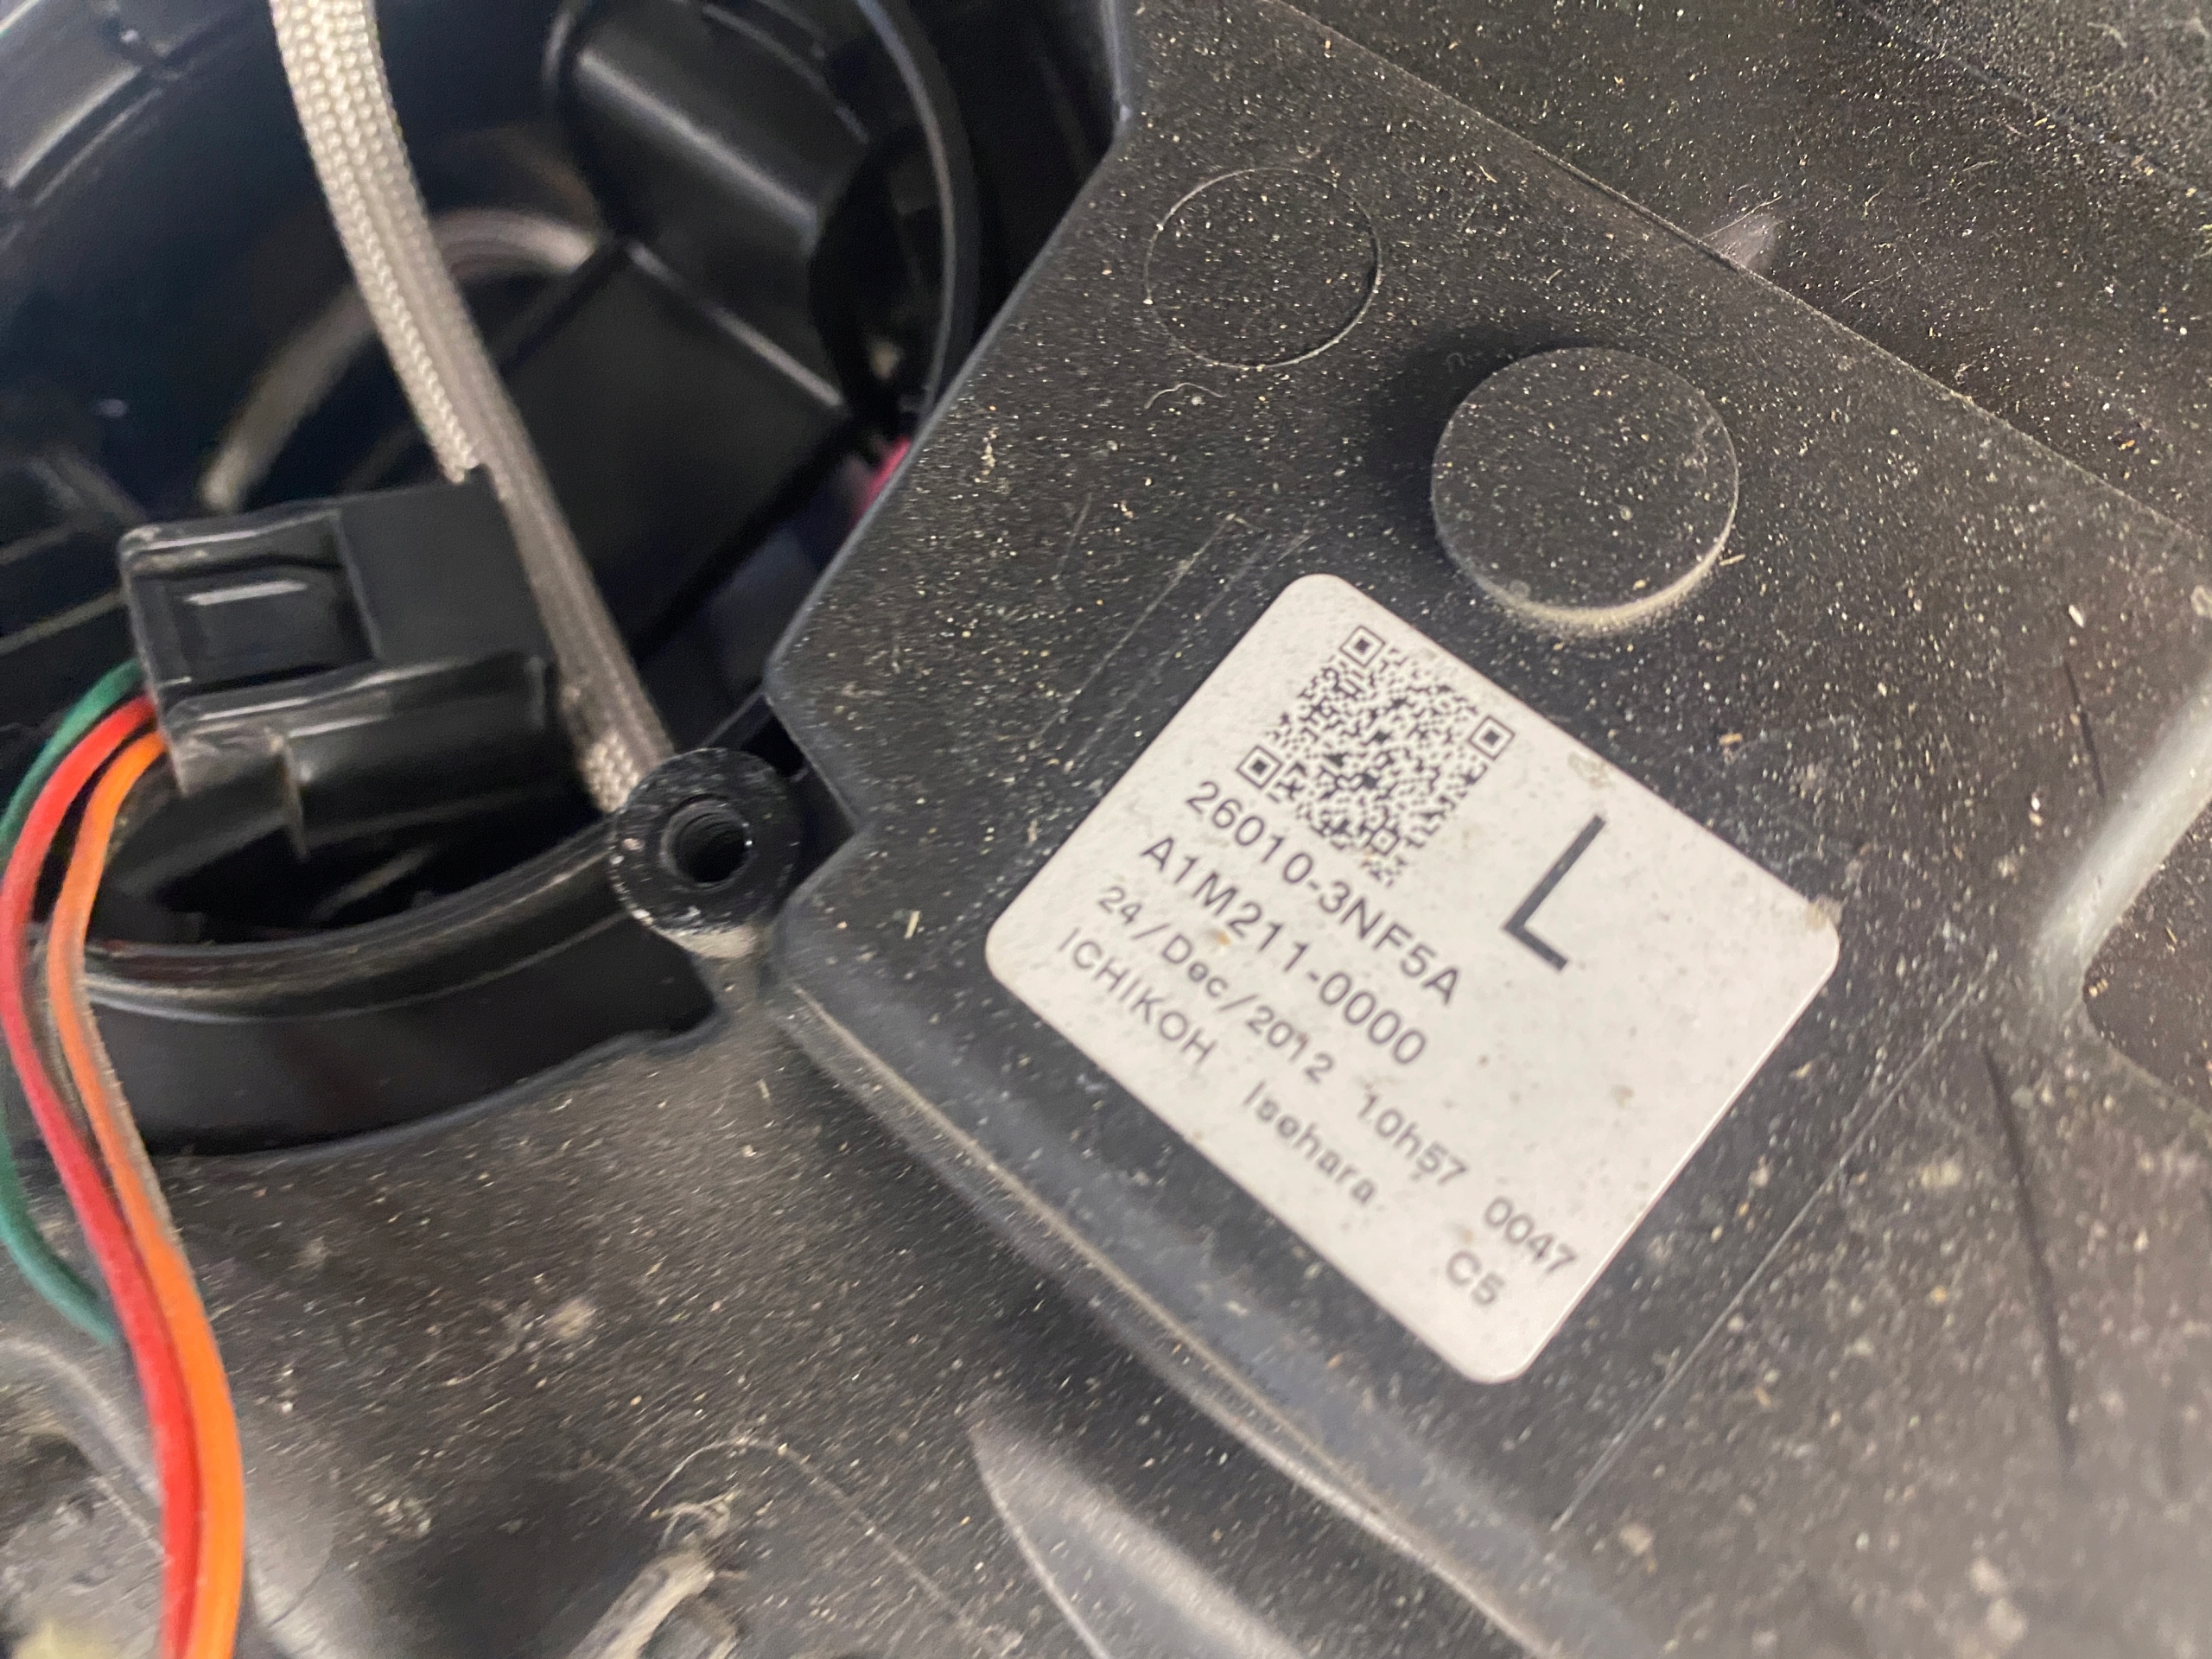 L
26010-3NF5A
A1M211-0000
24/Dec/2012 10h57 0047
ICHIKOH Isehara C5